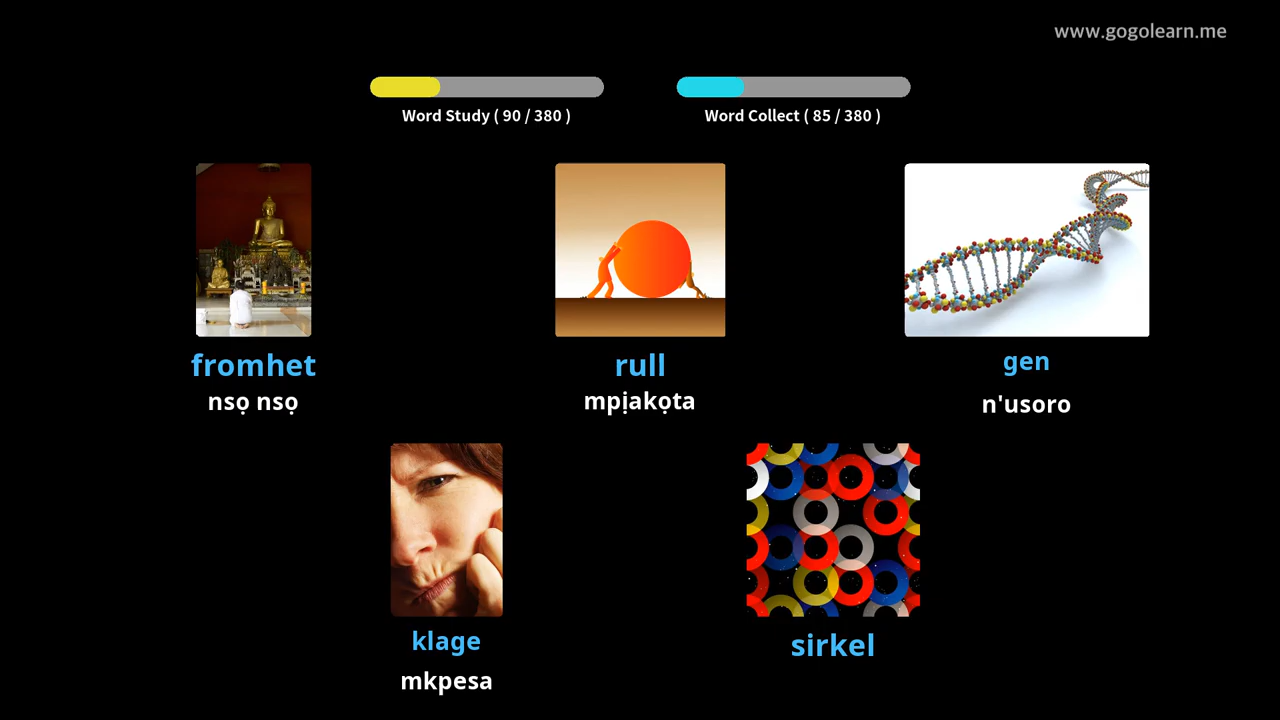 www.gogolearn.me
Word Study ( 90 / 380 )
Word Collect ( 85 / 380 )
fromhet
nsọ nsọ
rull
mpịakọta
gen
n'usoro
klage
mkpesa
sirkel